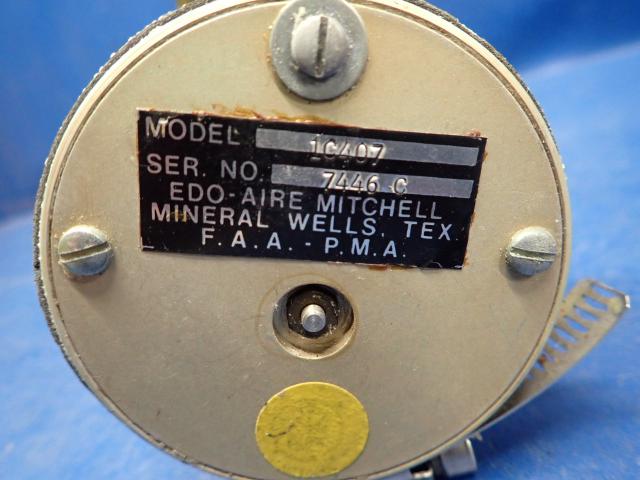 MODEL 1C407
SER. NO. 7446 C
EDO-AIRE MITCHELL
MINERAL WELLS, TEX.
F.A.A.-P.M.A.